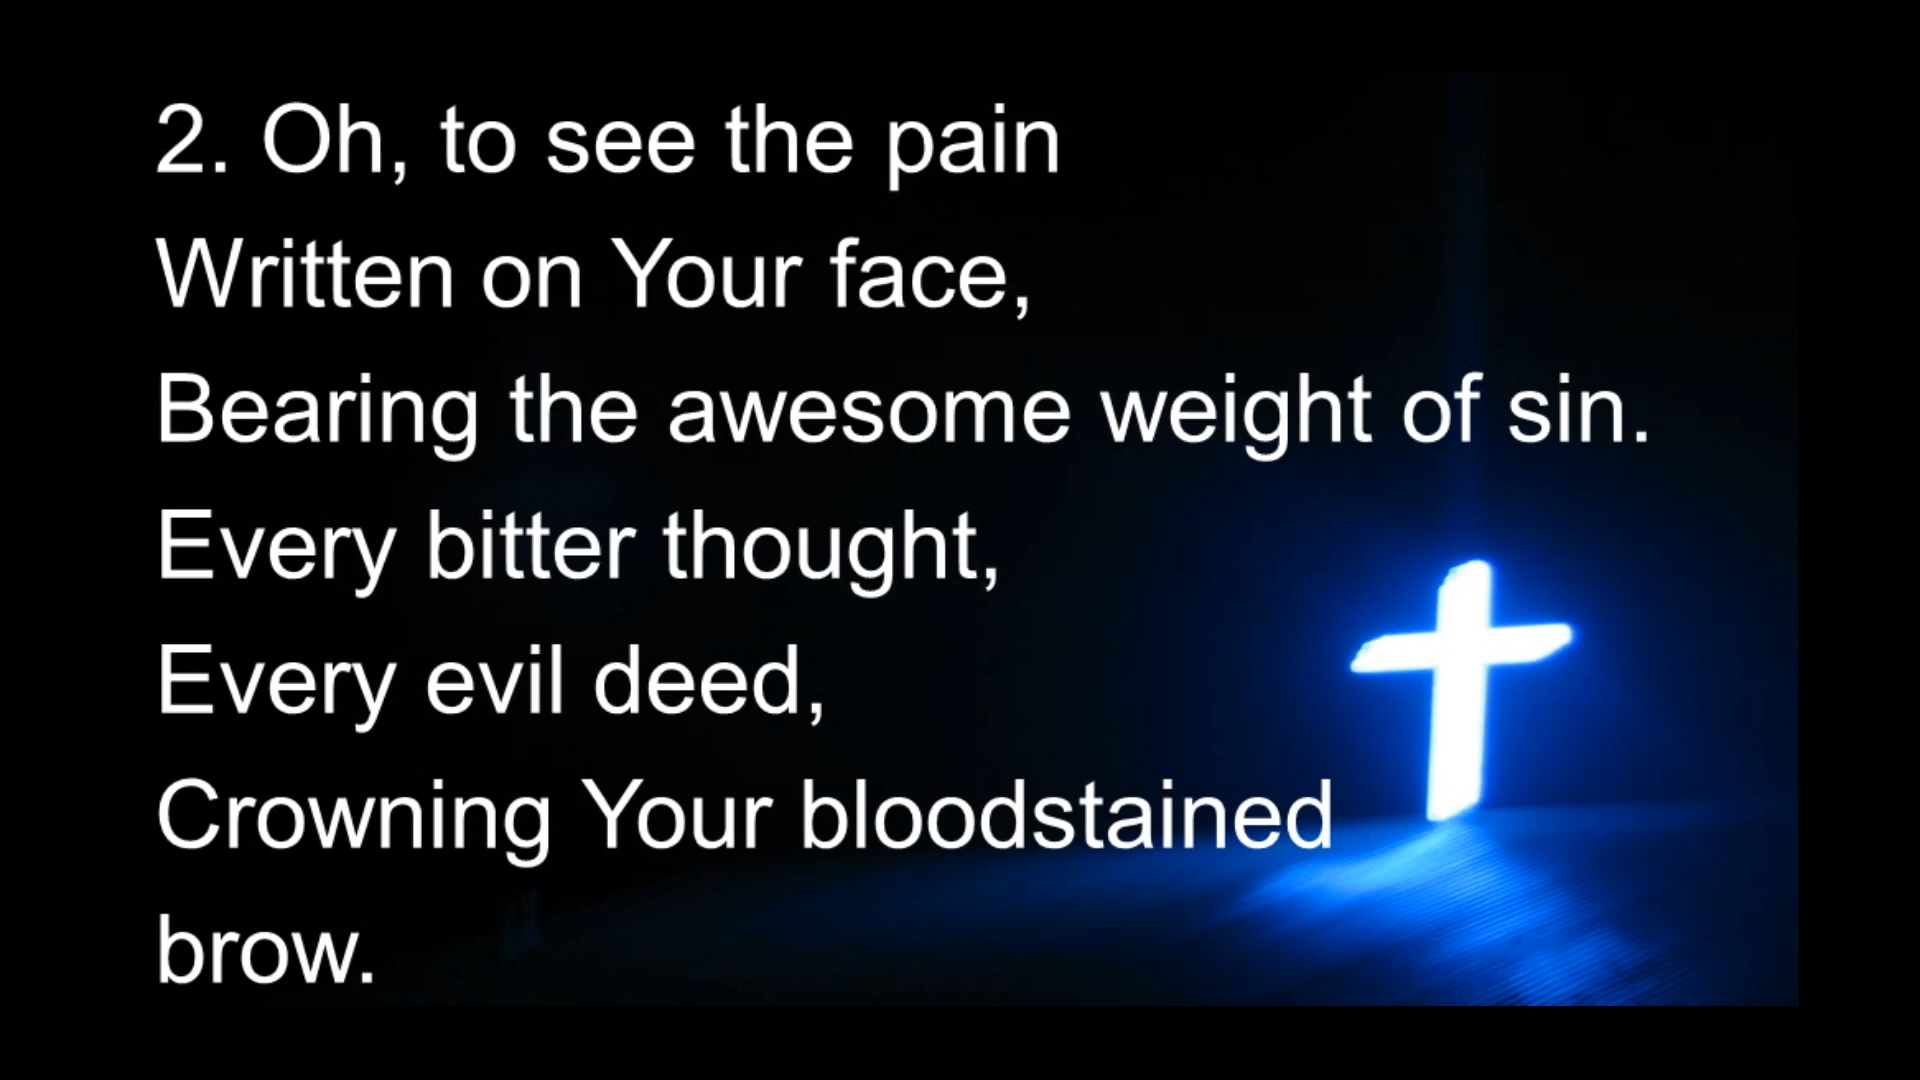 2. Oh, to see the pain
Written on Your face,
Bearing the awesome weight of sin.
Every bitter thought,
Every evil deed,
Crowning Your bloodstained
brow.